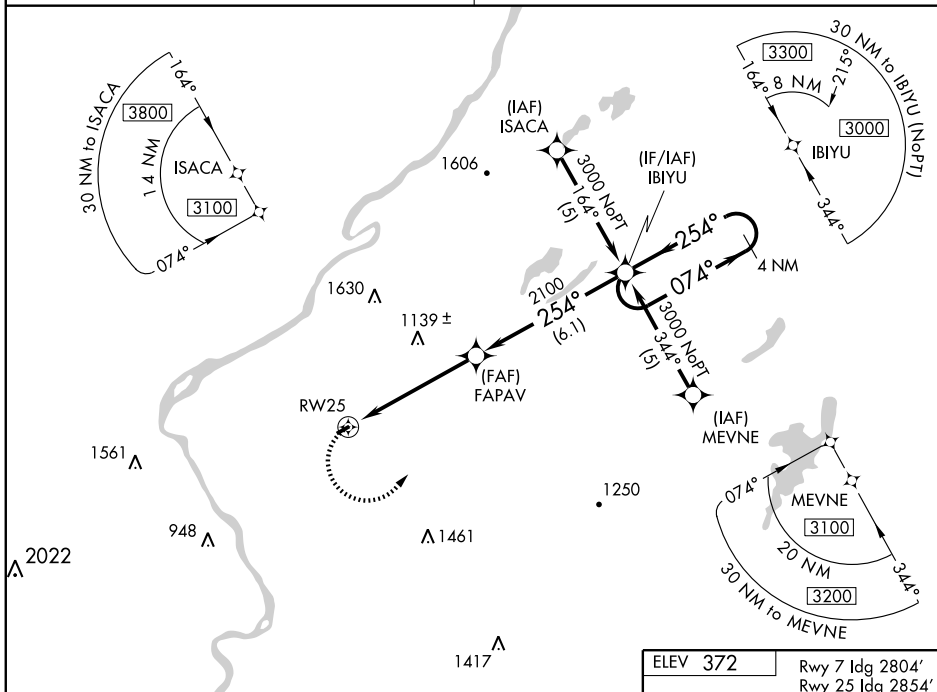 30 NM to ISACA
164°
3800
14 NM
ISACA
3100
074°
(IAF)
ISACA
1606
3000 NoPT
164°
(5)
(IF/IAF)
IBIYU
254°
074°
4 NM
30 NM to IBIYU (NoPT)
3300
164°
8 NM
215°
3000
IBIYU
344°
1630
1139 ±
2100
254°
(6.1)
3000 NoPT
344°
(5)
(FAF)
FAPAV
RW25
(IAF)
MEVNE
1561
948
2022
1461
1250
1417
074°
MEVNE
3100
20 NM
344°
3200
30 NM to MEVNE
ELEV 372
Rwy 7 ldg 2804'
Rwy 25 ldg 2854'